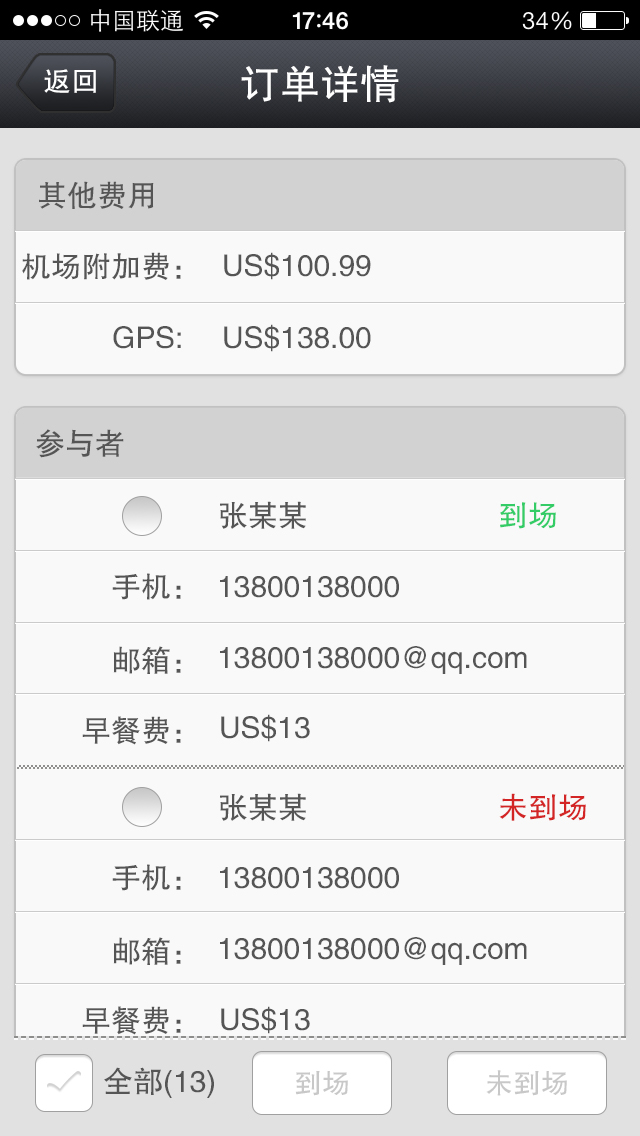 中国联通 17:46 34%
返回 订单详情
其他费用
机场附加费： US$100.99
GPS: US$138.00
参与者
张某某 到场
手机： 13800138000
邮箱： 13800138000@qq.com
早餐费： US$13
张某某 未到场
手机： 13800138000
邮箱： 13800138000@qq.com
早餐费： US$13
全部(13) 到场 未到场